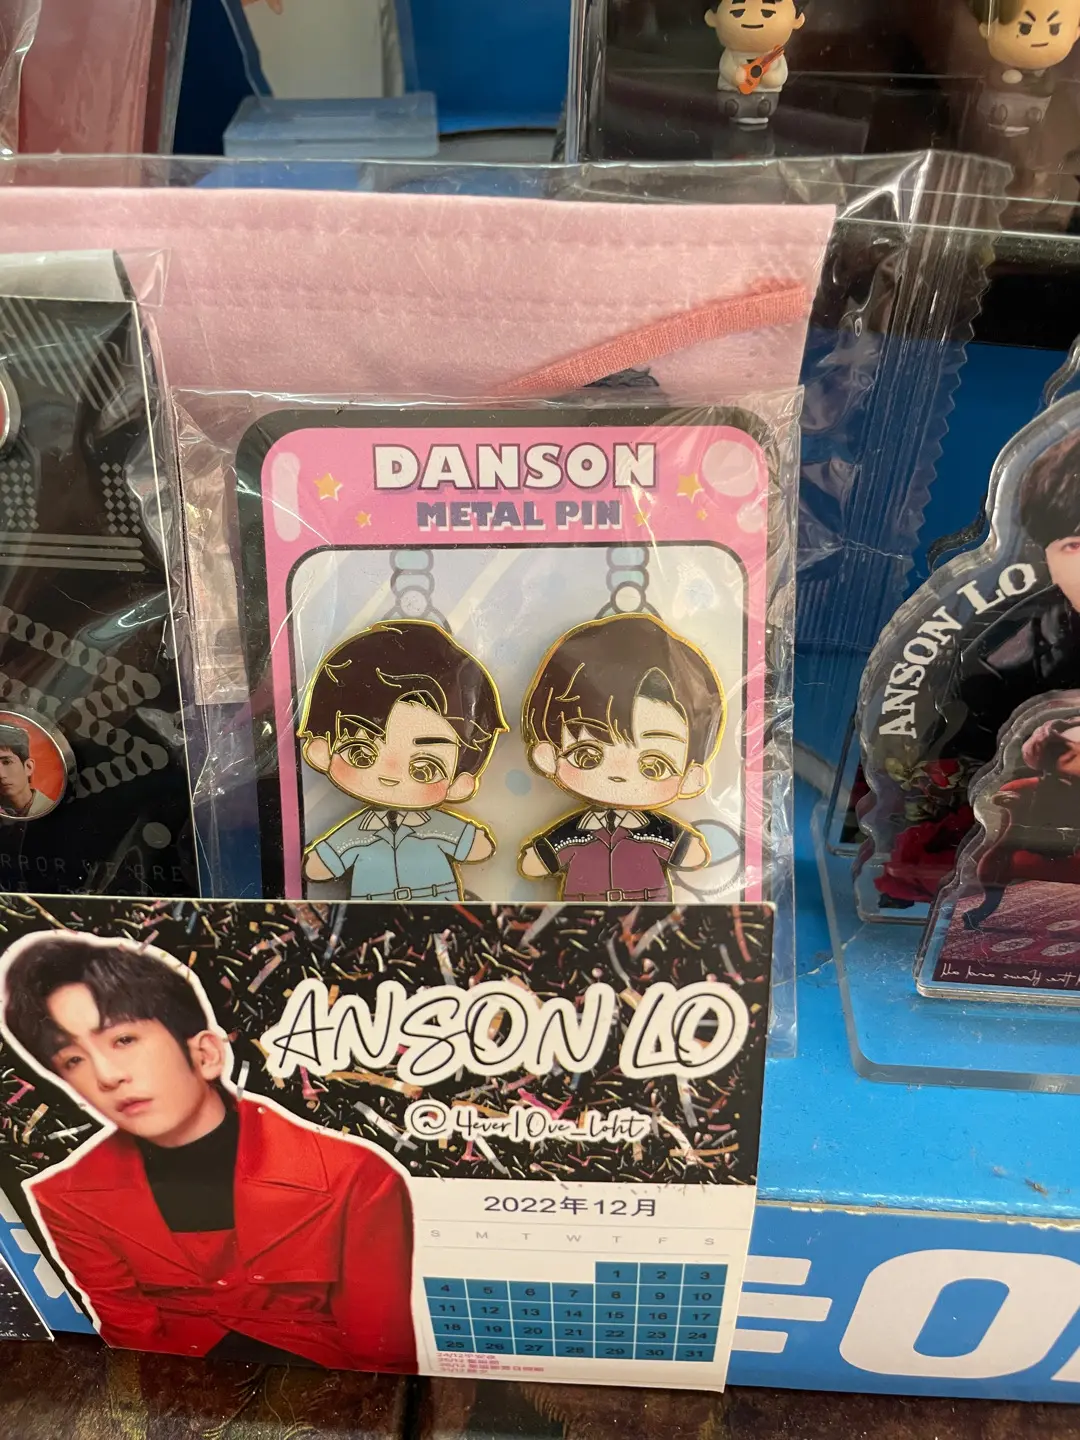 DANSON
METAL PIN
ANSON LO
ANSON LO
@4ever10ve_loht
2022年12月
S M T W T F S
1 2 3
4 5 6 7 8 9 10
11 12 13 14 15 16 17
18 19 20 21 22 23 24
25 26 27 28 29 30 31